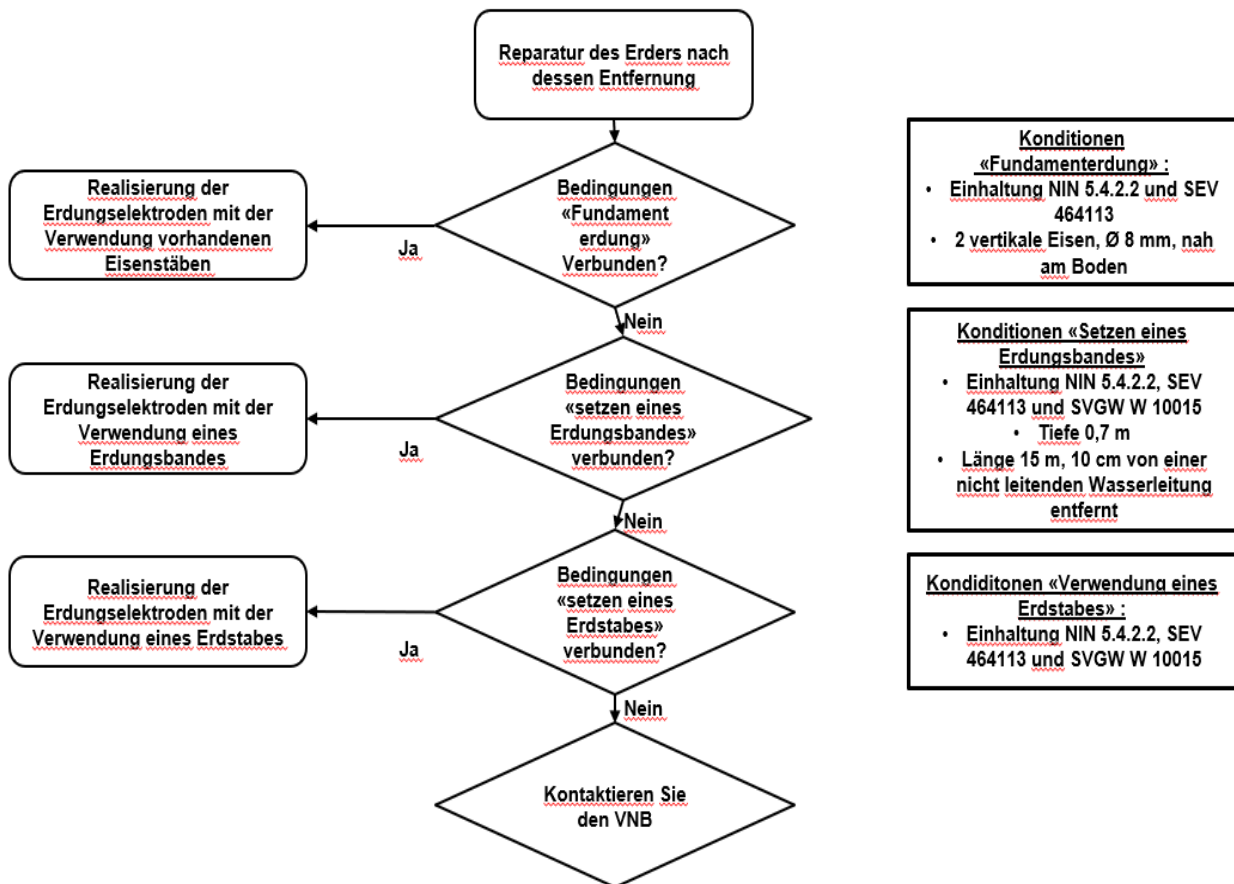 Reparatur des Erders nach
dessen Entfernung
Bedingungen
«Fundament
erdung»
Verbunden?
Ja
Realisierung der
Erdungselektroden mit der
Verwendung vorhandenen
Eisenstäben
Nein
Bedingungen
«setzen eines
Erdungsbandes»
verbunden?
Ja
Realisierung der
Erdungselektroden mit der
Verwendung eines
Erdungsbandes
Nein
Bedingungen
«setzen eines
Erdstabes»
verbunden?
Ja
Realisierung der
Erdungselektroden mit der
Verwendung eines Erdstabes
Nein
Kontaktieren Sie
den VNB
Konditionen
«Fundamenterdung» :
• Einhaltung NIN 5.4.2.2 und SEV
464113
• 2 vertikale Eisen, Ø 8 mm, nah
am Boden
Konditionen «Setzen eines
Erdungsbandes»
• Einhaltung NIN 5.4.2.2, SEV
464113 und SVGW W 10015
• Tiefe 0,7 m
• Länge 15 m, 10 cm von einer
nicht leitenden Wasserleitung
entfernt
Kondiditonen «Verwendung eines
Erdstabes» :
• Einhaltung NIN 5.4.2.2, SEV
464113 und SVGW W 10015